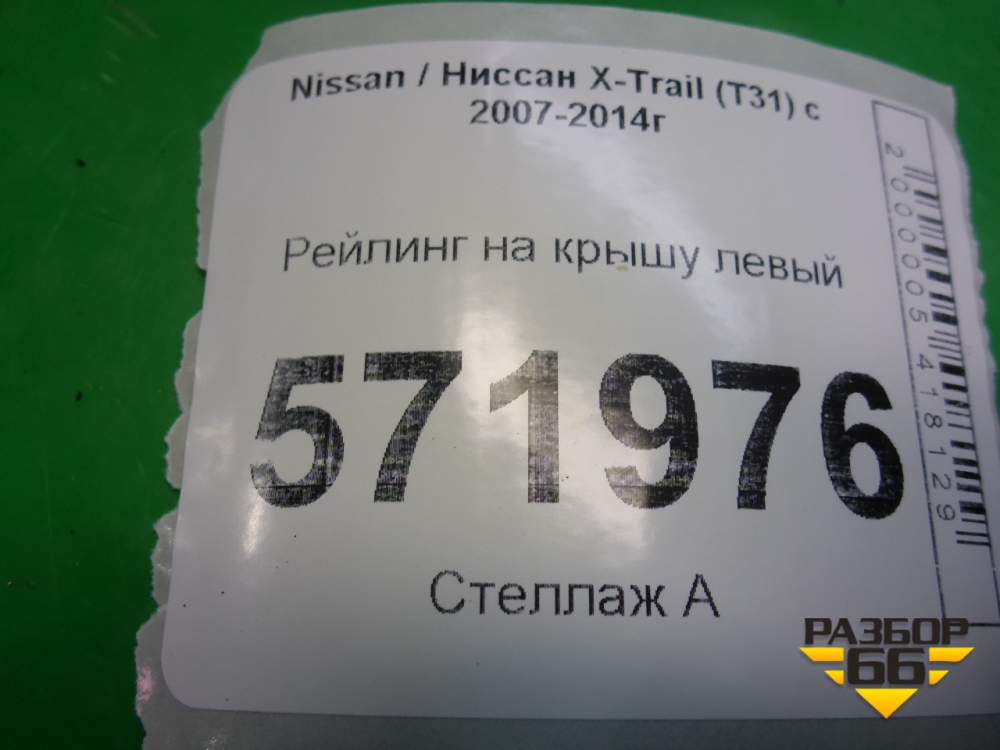 Nissan / Ниссан X-Trail (T31) с
2007-2014г
Рейлинг на крышу левый
571976
Стеллаж А
2000005418129
РАЗБОР
66